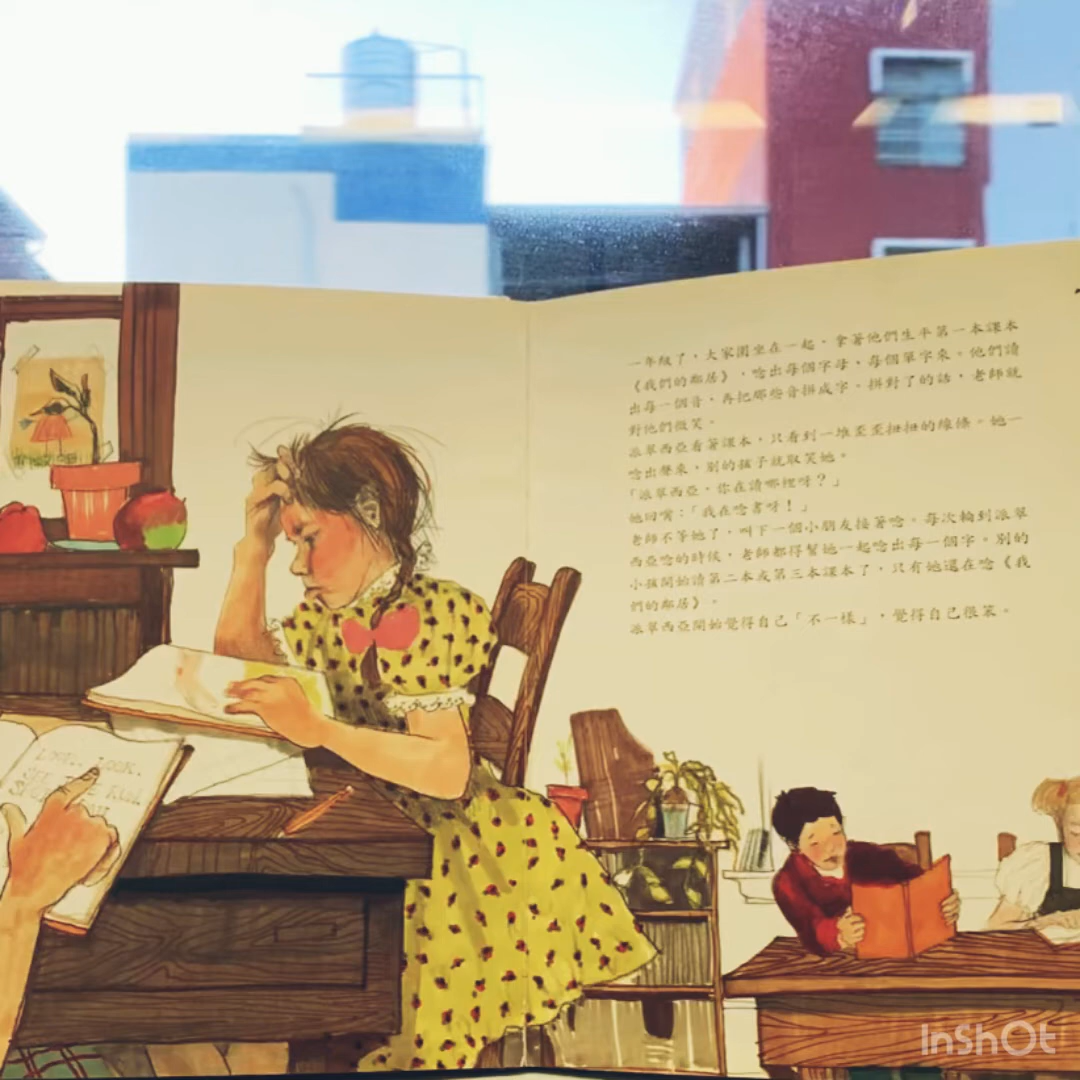 一年級了，大家圍坐在一起，拿著他們生平第一本課本
《我們的鄰居》，唸出每個字母、每個單字來。他們讀
出每一個音，再把那些音拼成字。拼對了的話，老師就
對他們微笑。
派翠西亞看著課本，只看到一堆歪歪扭扭的線條。她一
唸出聲來，別的孩子就取笑她。
「派翠西亞，你在讀哪裡呀？」
她回嘴：「我在唸書呀！」
老師不等她了，叫下一個小朋友接著唸。每次輪到派翠
西亞唸的時候，老師都得幫她一起唸出每一個字。別的
小孩開始讀第二本或第三本課本了，只有她還在唸《我
們的鄰居》。
派翠西亞開始覺得自己「不一樣」，覺得自己很笨。
LOOK, LOOK.
SEE THE
InShOt